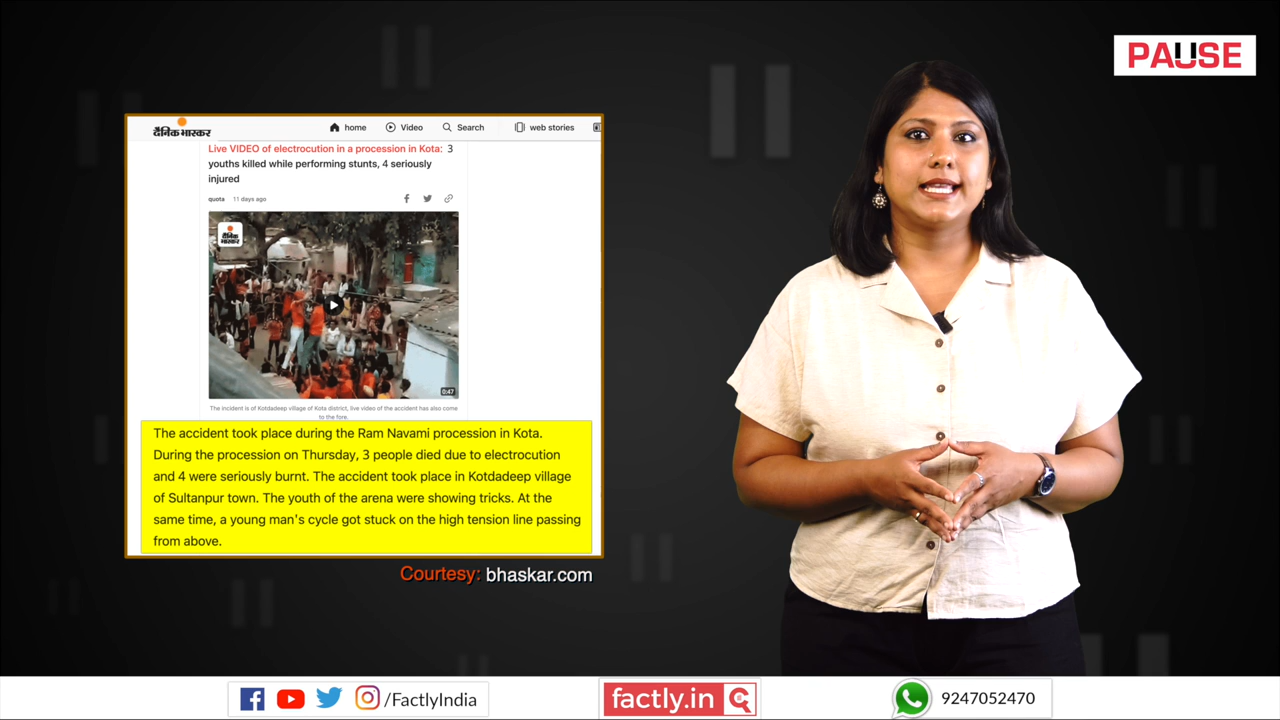 PAUSE
दैनिक भास्कर
home
Video
Search
web stories
Live VIDEO of electrocution in a procession in Kota: 3
youths killed while performing stunts, 4 seriously
injured
quota 11 days ago
दैनिक भास्कर
0:47
The incident is of Kotdadeep village of Kota district, live video of the accident has also come
to the fore.
The accident took place during the Ram Navami procession in Kota.
During the procession on Thursday, 3 people died due to electrocution
and 4 were seriously burnt. The accident took place in Kotdadeep village
of Sultanpur town. The youth of the arena were showing tricks. At the
same time, a young man's cycle got stuck on the high tension line passing
from above.
Courtesy: bhaskar.com
/FactlyIndia
factly.in
9247052470